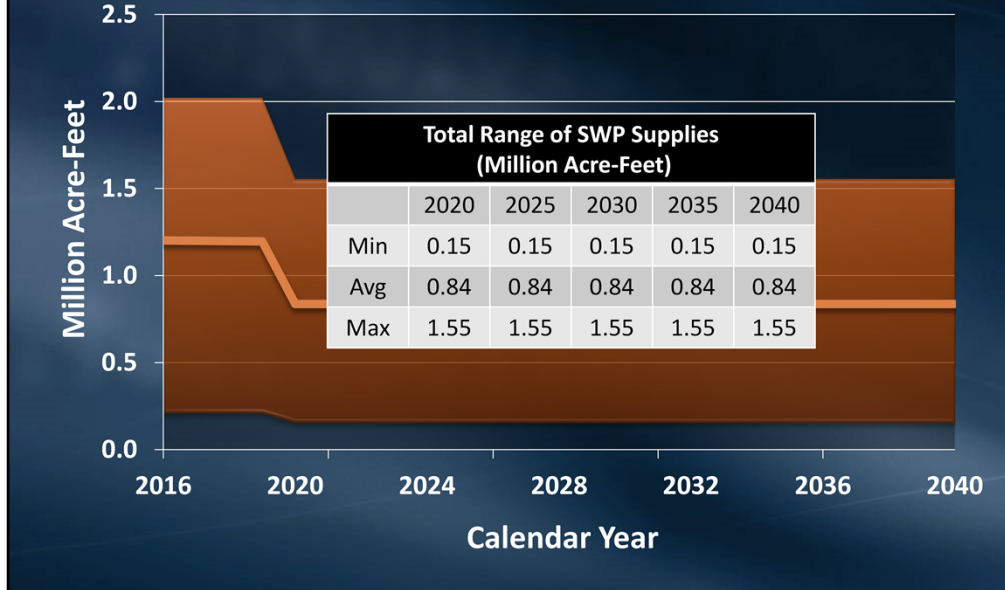 2.5
2.0
1.5
1.0
0.5
0.0
Million Acre-Feet
Total Range of SWP Supplies
(Million Acre-Feet)
2020 2025 2030 2035 2040
Min 0.15 0.15 0.15 0.15 0.15
Avg 0.84 0.84 0.84 0.84 0.84
Max 1.55 1.55 1.55 1.55 1.55
2016 2020 2024 2028 2032 2036 2040
Calendar Year